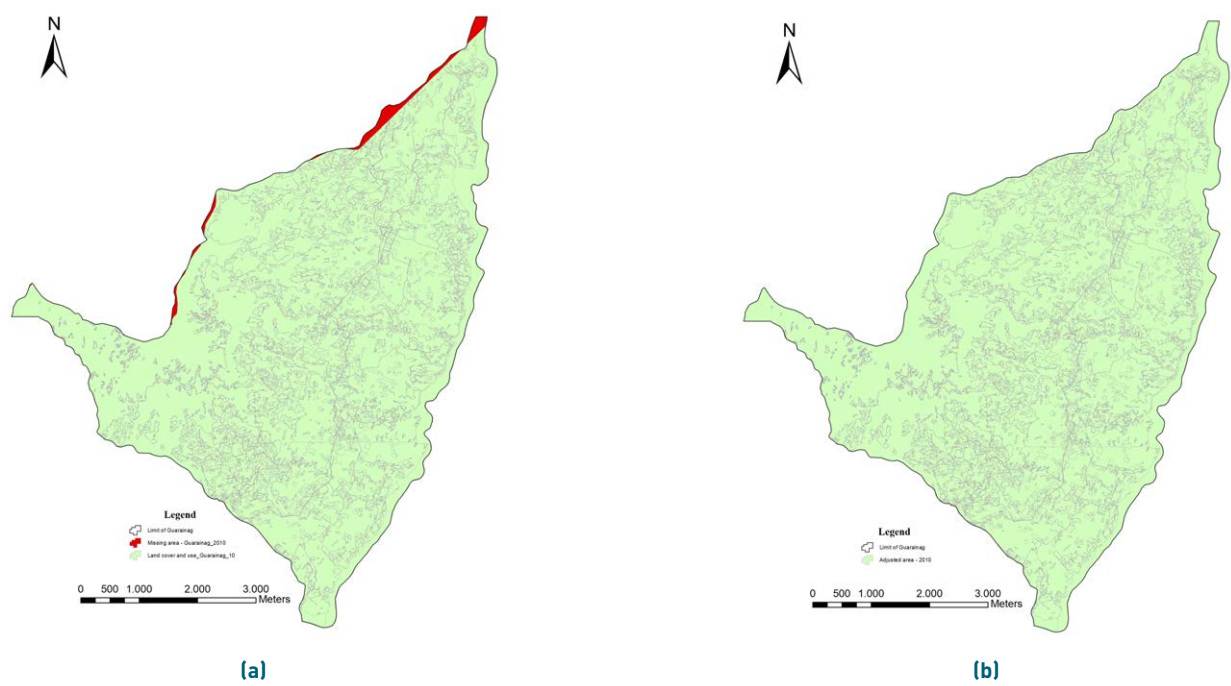 N
Legend
Limit of Guarainag
Missing area - Guarainag_2010
Land cover and use_Guarainag_10
0 500 1.000 2.000 3.000
Meters
(a)
N
Legend
Limit of Guarainag
Adjusted area - 2010
0 500 1.000 2.000 3.000
Meters
(b)